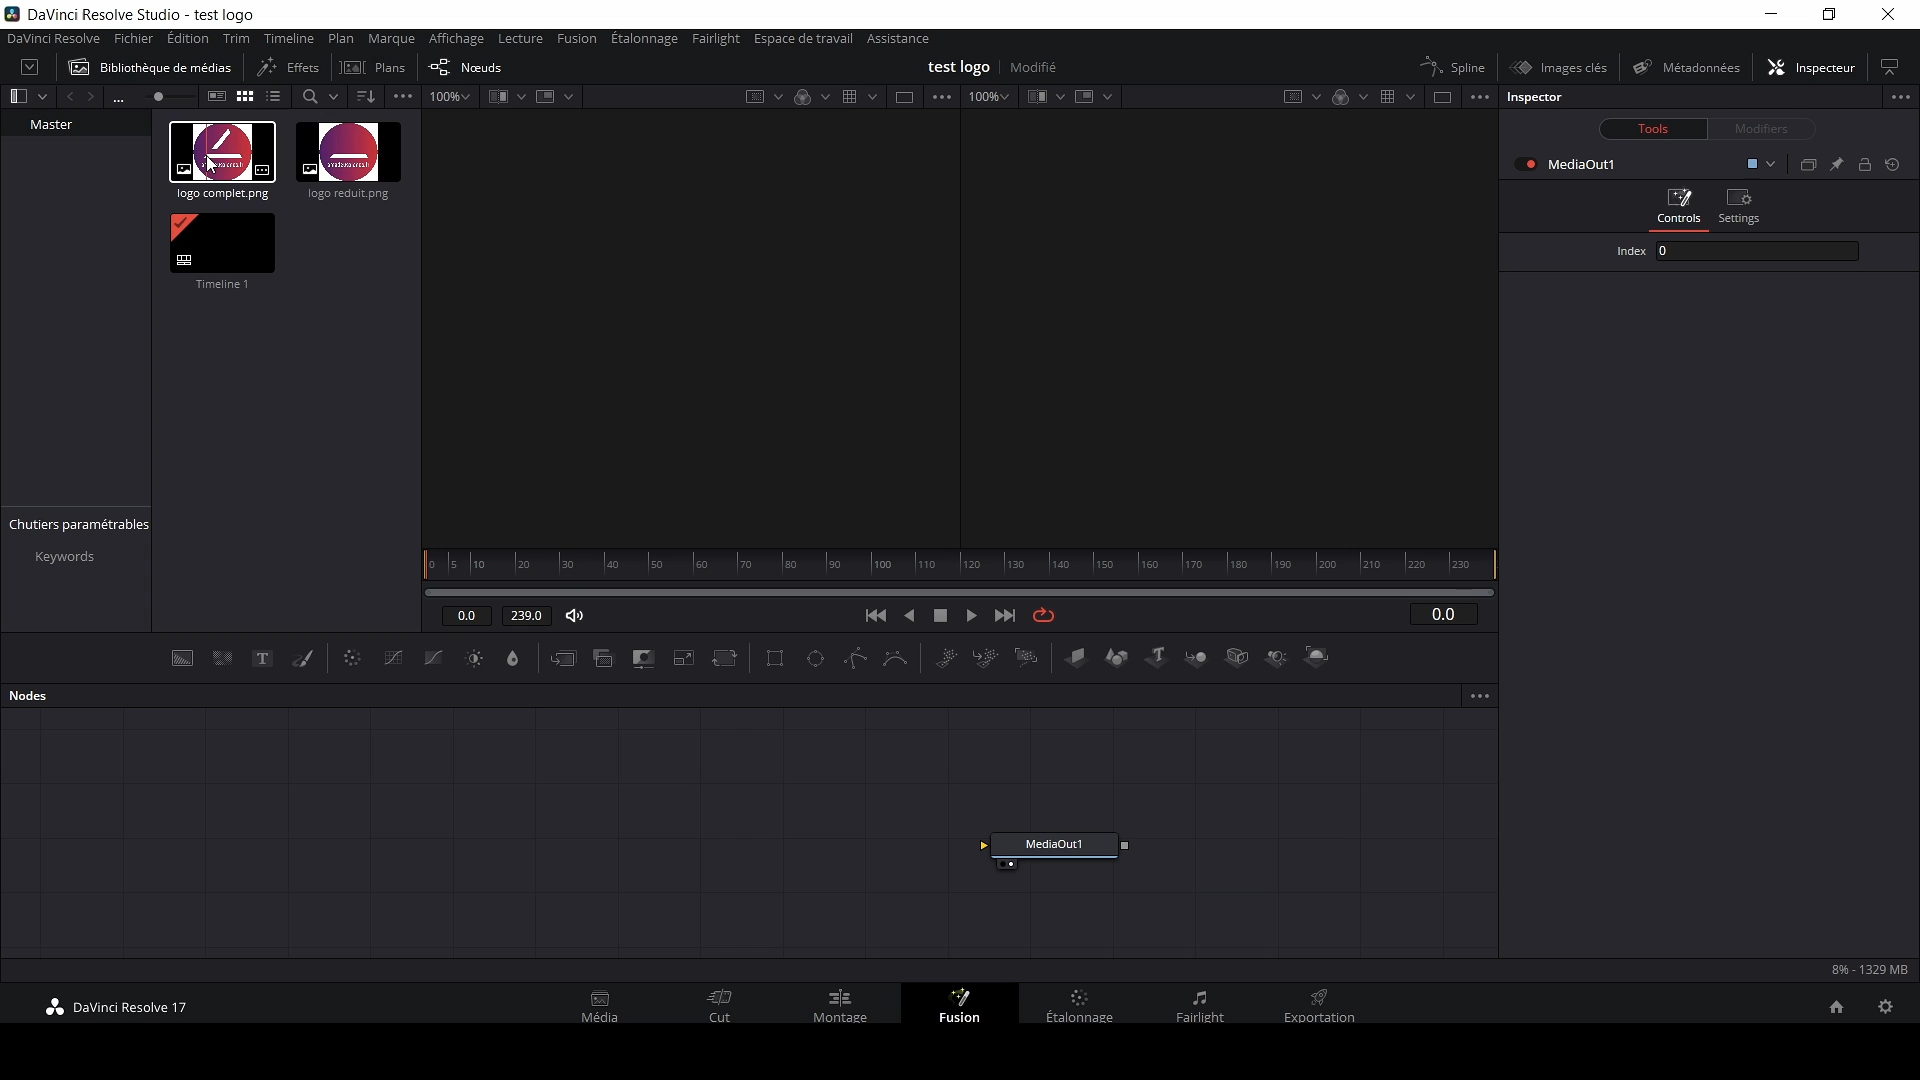 DaVinci Resolve Studio - test logo
DaVinci Resolve Fichier Édition Trim Timeline Plan Marque Affichage Lecture Fusion Étalonnage Fairlight Espace de travail Assistance
Bibliothèque de médias Effets Plans Nœuds test logo Modifié Spline Images clés Métadonnées Inspecteur
100% 100% Inspector
Master
Tools Modifiers
MediaOut1
logo complet.png logo reduit.png
Controls Settings
Index 0
Timeline 1
Chutiers paramétrables
Keywords
0 5 10 20 30 40 50 60 70 80 90 100 110 120 130 140 150 160 170 180 190 200 210 220 230
0.0 239.0 0.0
T
Nodes
MediaOut1
8% - 1329 MB
DaVinci Resolve 17
Média Cut Montage Fusion Étalonnage Fairlight Exportation